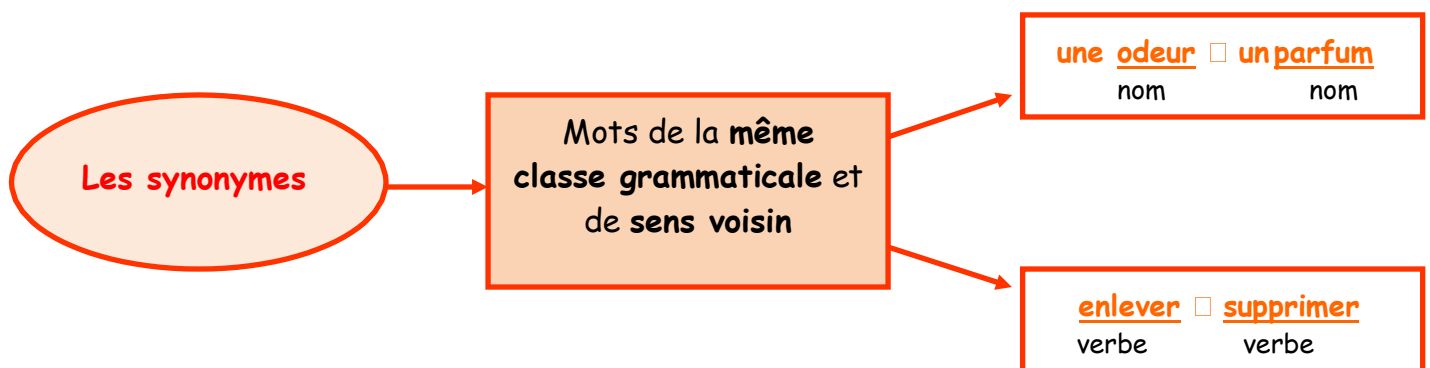 Les synonymes
Mots de la même
classe grammaticale et
de sens voisin
une odeur □ un parfum
nom nom
enlever □ supprimer
verbe verbe